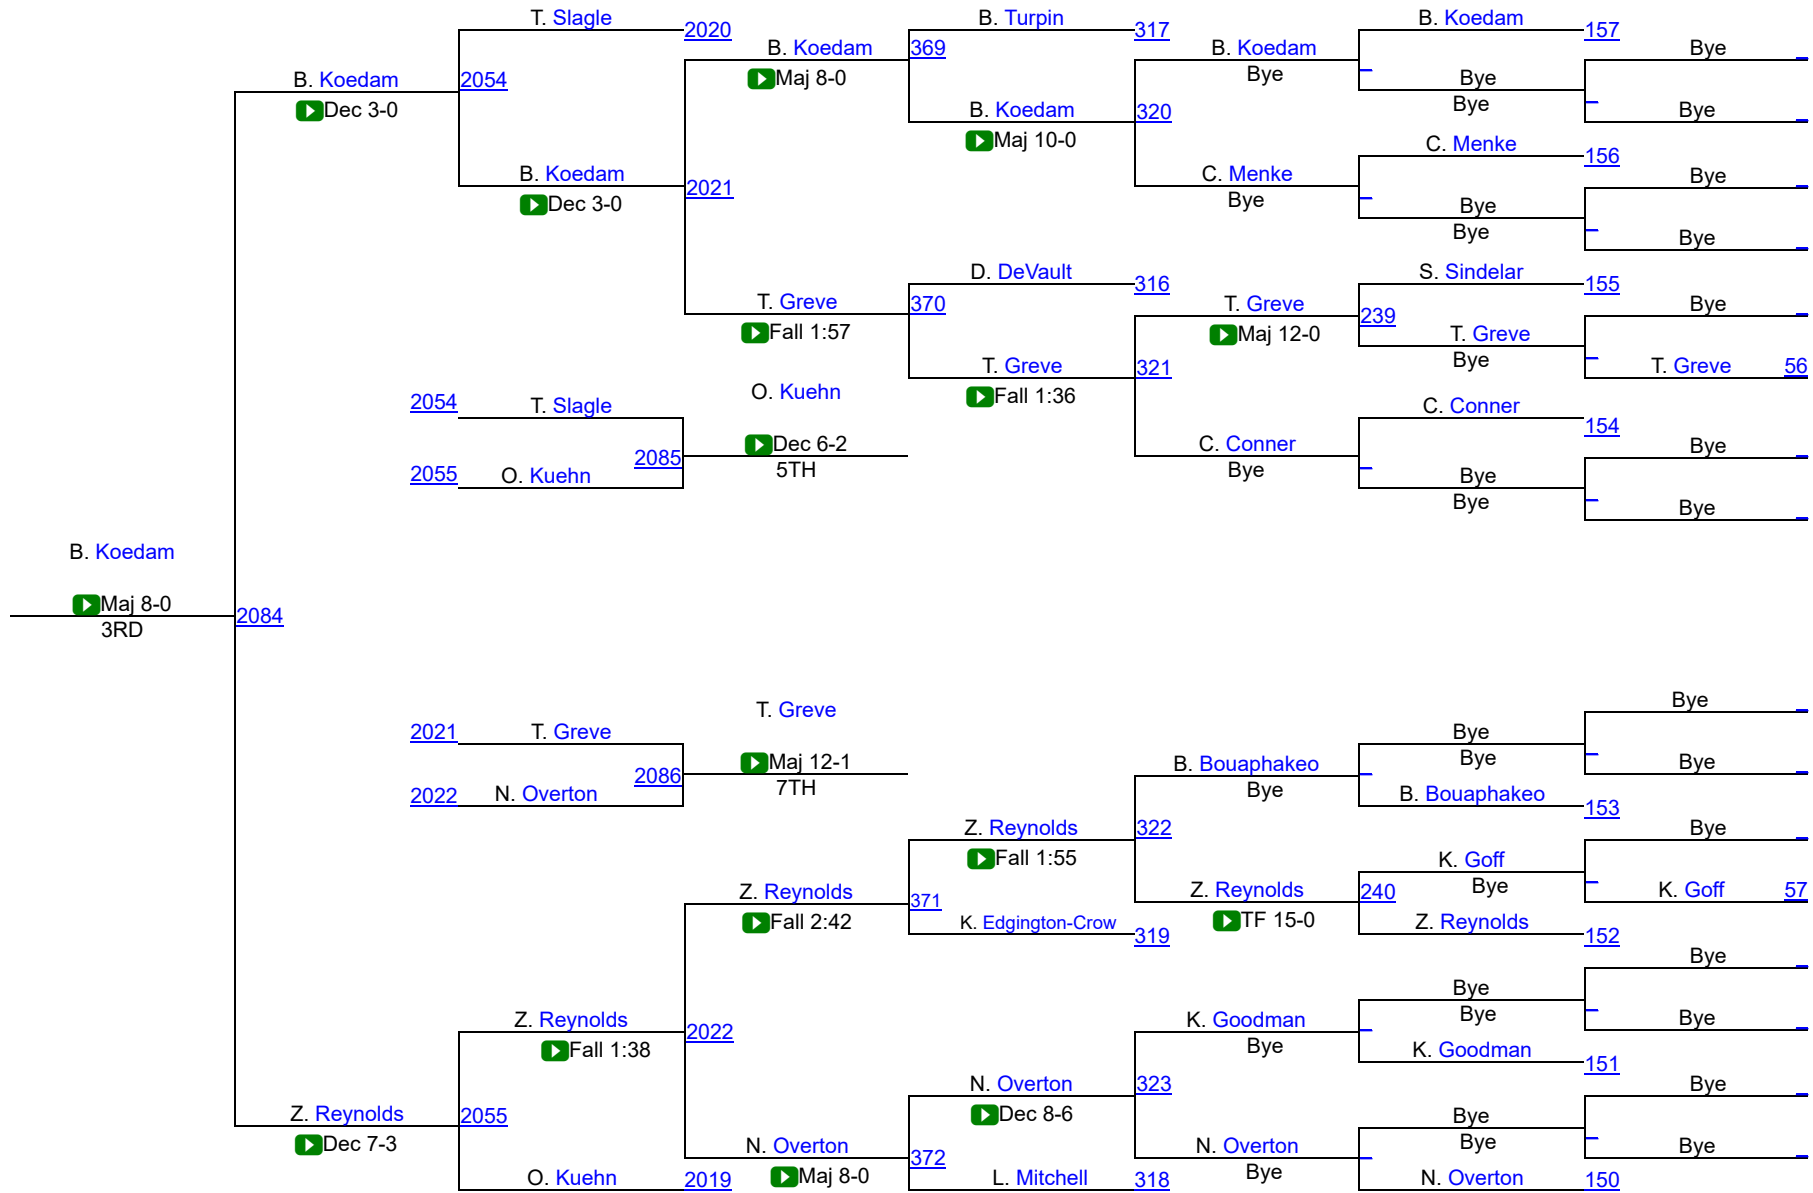 T. Slagle
2020
B. Koedam
Dec 3-0
2054
B. Koedam
Dec 3-0
2021
B. Koedam
Maj 8-0
369
B. Turpin
317
B. Koedam
Maj 10-0
320
B. Koedam
Bye
B. Koedam
157
Bye
Bye
Bye
Bye
C. Menke
Bye
C. Menke
156
Bye
Bye
Bye
Bye
T. Greve
Fall 1:57
370
D. DeVault
316
T. Greve
Fall 1:36
321
T. Greve
Maj 12-0
239
S. Sindelar
155
T. Greve
Bye
Bye
T. Greve
56
C. Conner
Bye
C. Conner
154
Bye
Bye
Bye
Bye
2054
T. Slagle
2055
O. Kuehn
2085
O. Kuehn
Dec 6-2
5TH
B. Koedam
Maj 8-0
3RD
2084
2021
T. Greve
2022
N. Overton
2086
T. Greve
Maj 12-1
7TH
B. Bouaphakeo
Bye
Bye
Bye
Bye
Bye
B. Bouaphakeo
153
Z. Reynolds
Fall 1:55
322
Z. Reynolds
TF 15-0
240
K. Goff
Bye
Bye
K. Goff
57
Z. Reynolds
152
Z. Reynolds
Fall 2:42
371
K. Edgington-Crow
319
Z. Reynolds
Fall 1:38
2022
K. Goodman
Bye
Bye
Bye
Bye
Bye
K. Goodman
151
N. Overton
Dec 8-6
323
Z. Reynolds
Dec 7-3
2055
N. Overton
Maj 8-0
372
N. Overton
Bye
Bye
Bye
Bye
Bye
O. Kuehn
2019
L. Mitchell
318
N. Overton
150